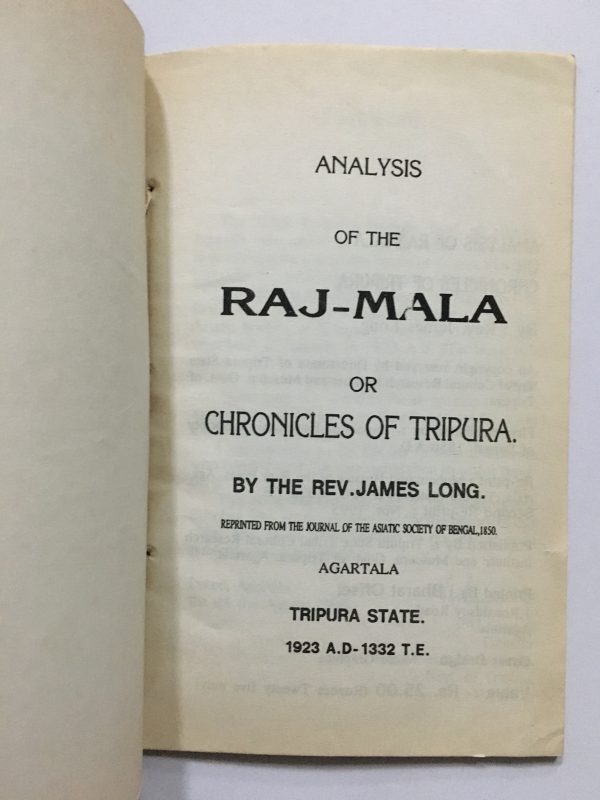 ANALYSIS
OF THE
RAJ-MALA
OR
CHRONICLES OF TRIPURA.
BY THE REV.JAMES LONG.
REPRINTED FROM THE JOURNAL OF THE ASIATIC SOCIETY OF BENGAL,1850.
AGARTALA
TRIPURA STATE.
1923 A.D-1332 T.E.